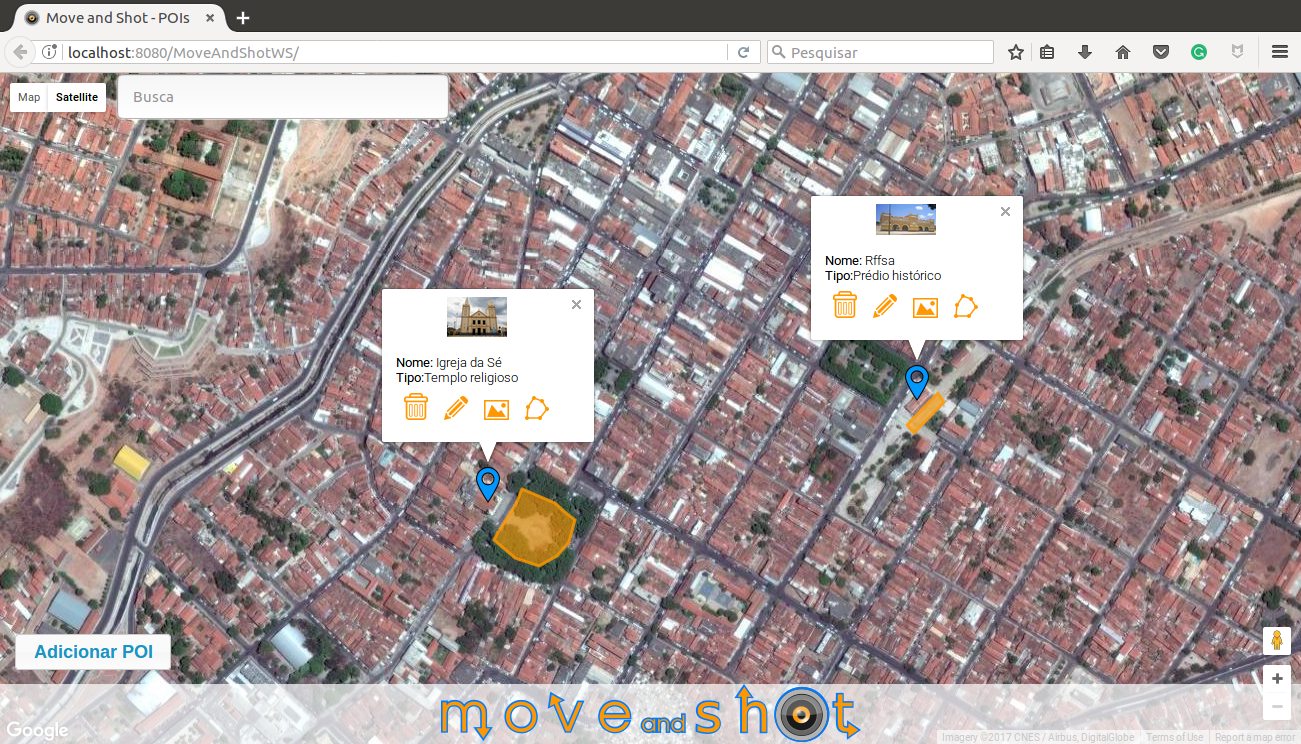 Move and Shot - POIs
localhost:8080/MoveAndShotWS/
Pesquisar
Map
Satellite
Busca
Nome: Rffsa
Tipo:Prédio histórico
Nome: Igreja da Sé
Tipo:Templo religioso
Adicionar POI
move and shot
Google
Imagery ©2017 CNES / Airbus, DigitalGlobe
Terms of Use
Report a map error